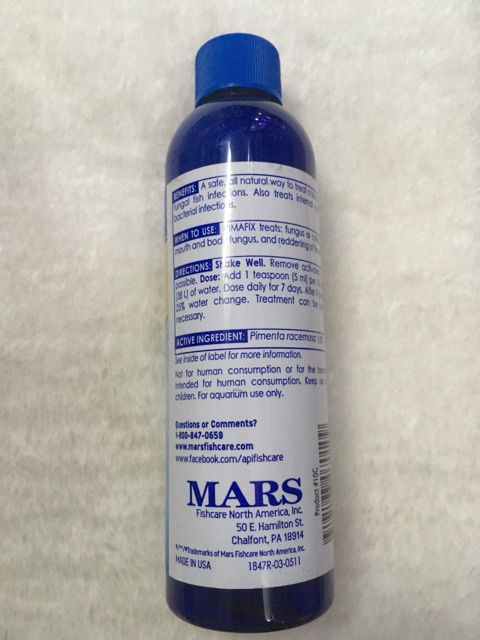 BENEFITS: A safe, all natural way to treat
fungal fish infections. Also treats internal
bacterial infections.
WHEN TO USE: PIMAFIX treats: fungus or
mouth and body fungus, and reddening of
DIRECTIONS: Shake Well. Remove
possible. Dose: Add 1 teaspoon (5 ml) per
(38 L) of water. Dose daily for 7 days. After
25% water change. Treatment can be
necessary.
ACTIVE INGREDIENT: Pimenta racemosa
See inside of label for more information.
Not for human consumption or for the
intended for human consumption. Keep
children. For aquarium use only.
Questions or Comments?
1-800-847-0659
www.marsfishcare.com
www.facebook.com/apifishcare
MARS
Fishcare North America, Inc.
50 E. Hamilton St.
Chalfont, PA 18914
®/™/#Trademarks of Mars Fishcare North America, Inc.
MADE IN USA 1847R-03-0511
Product #10G